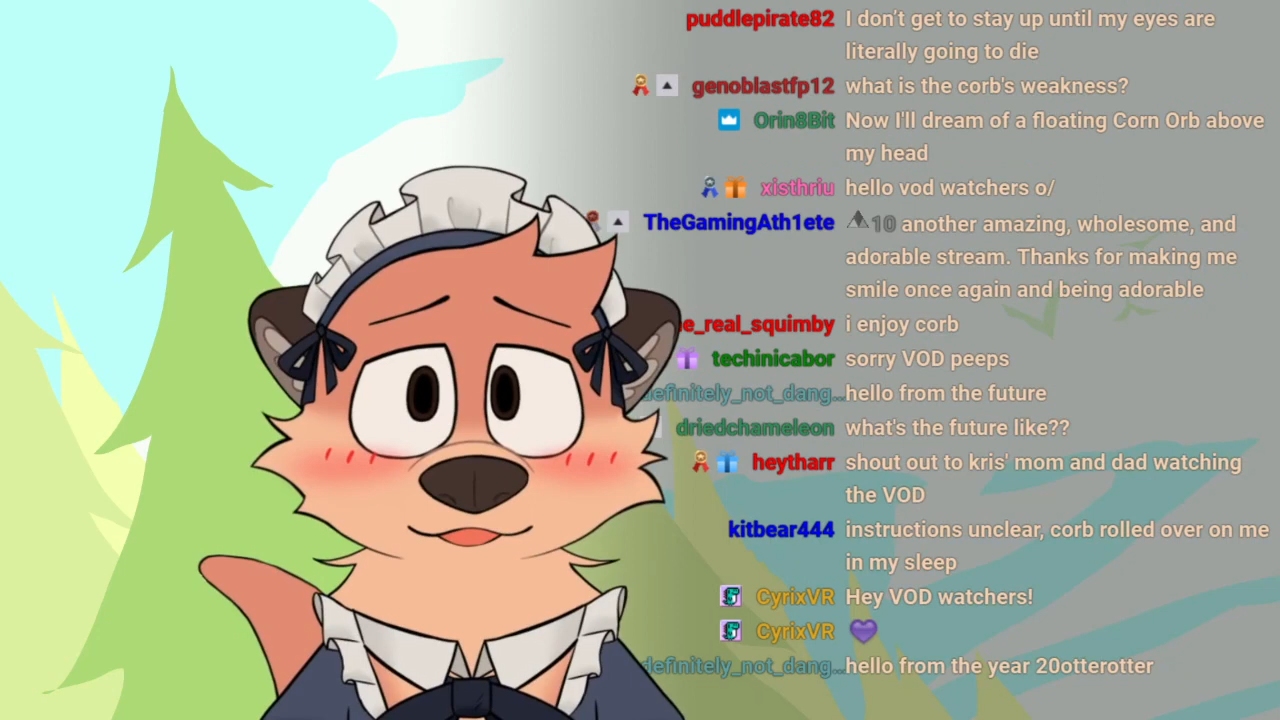 puddlepirate82 I don't get to stay up until my eyes are
literally going to die
genoblastfp12 what is the corb's weakness?
Orin8Bit Now I'll dream of a floating Corn Orb above
my head
xisthriu hello vod watchers o/
TheGamingAth1ete 10 another amazing, wholesome, and
adorable stream. Thanks for making me
smile once again and being adorable
e_real_squimby i enjoy corb
techinicabor sorry VOD peeps
definitely_not_dang... hello from the future
driedchameleon what's the future like??
heytharr shout out to kris' mom and dad watching
the VOD
kitbear444 instructions unclear, corb rolled over on me
in my sleep
CyrixVR Hey VOD watchers!
CyrixVR 💜
definitely_not_dang... hello from the year 20otterotter